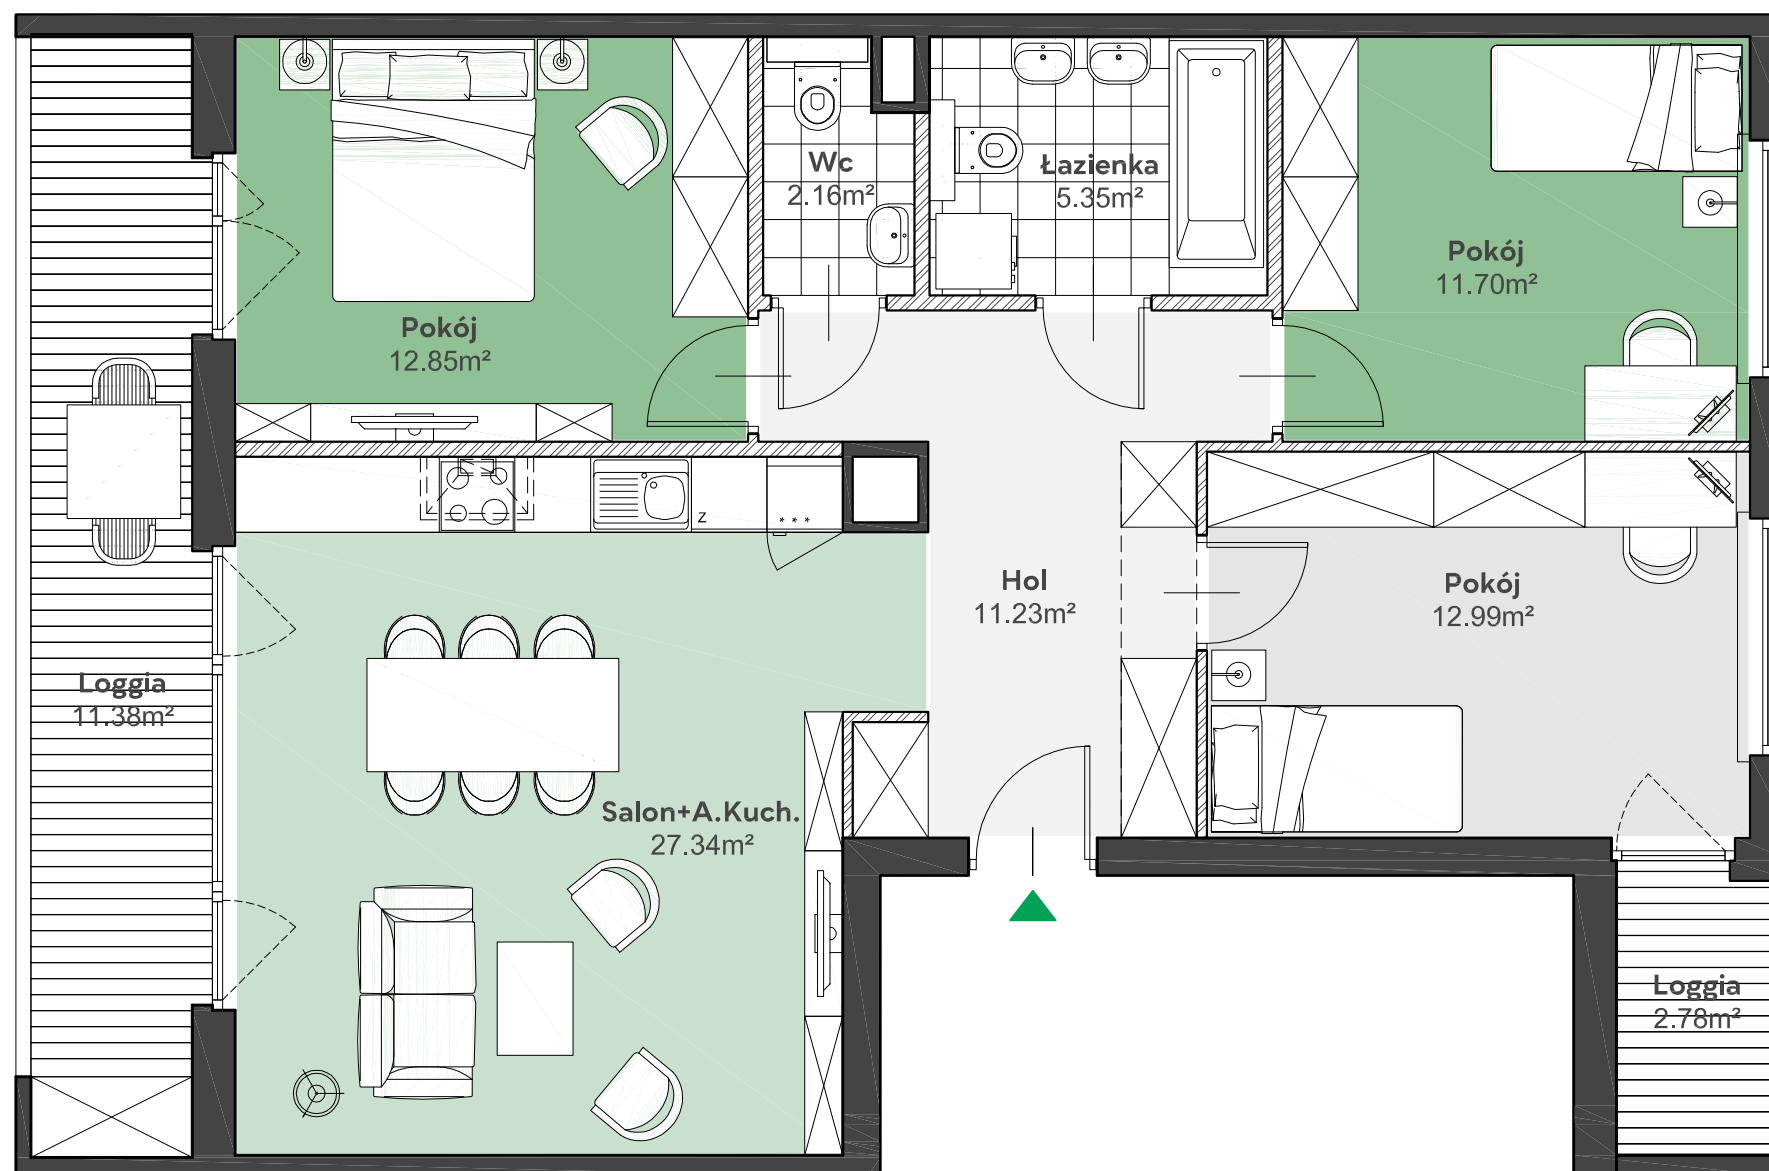 Wc
2.16m²
Łazienka
5.35m²
Pokój
11.70m²
Pokój
12.85m²
z
***
Hol
11.23m²
Pokój
12.99m²
Loggia
11.38m²
Salon+A.Kuch.
27.34m²
Loggia
2.78m²